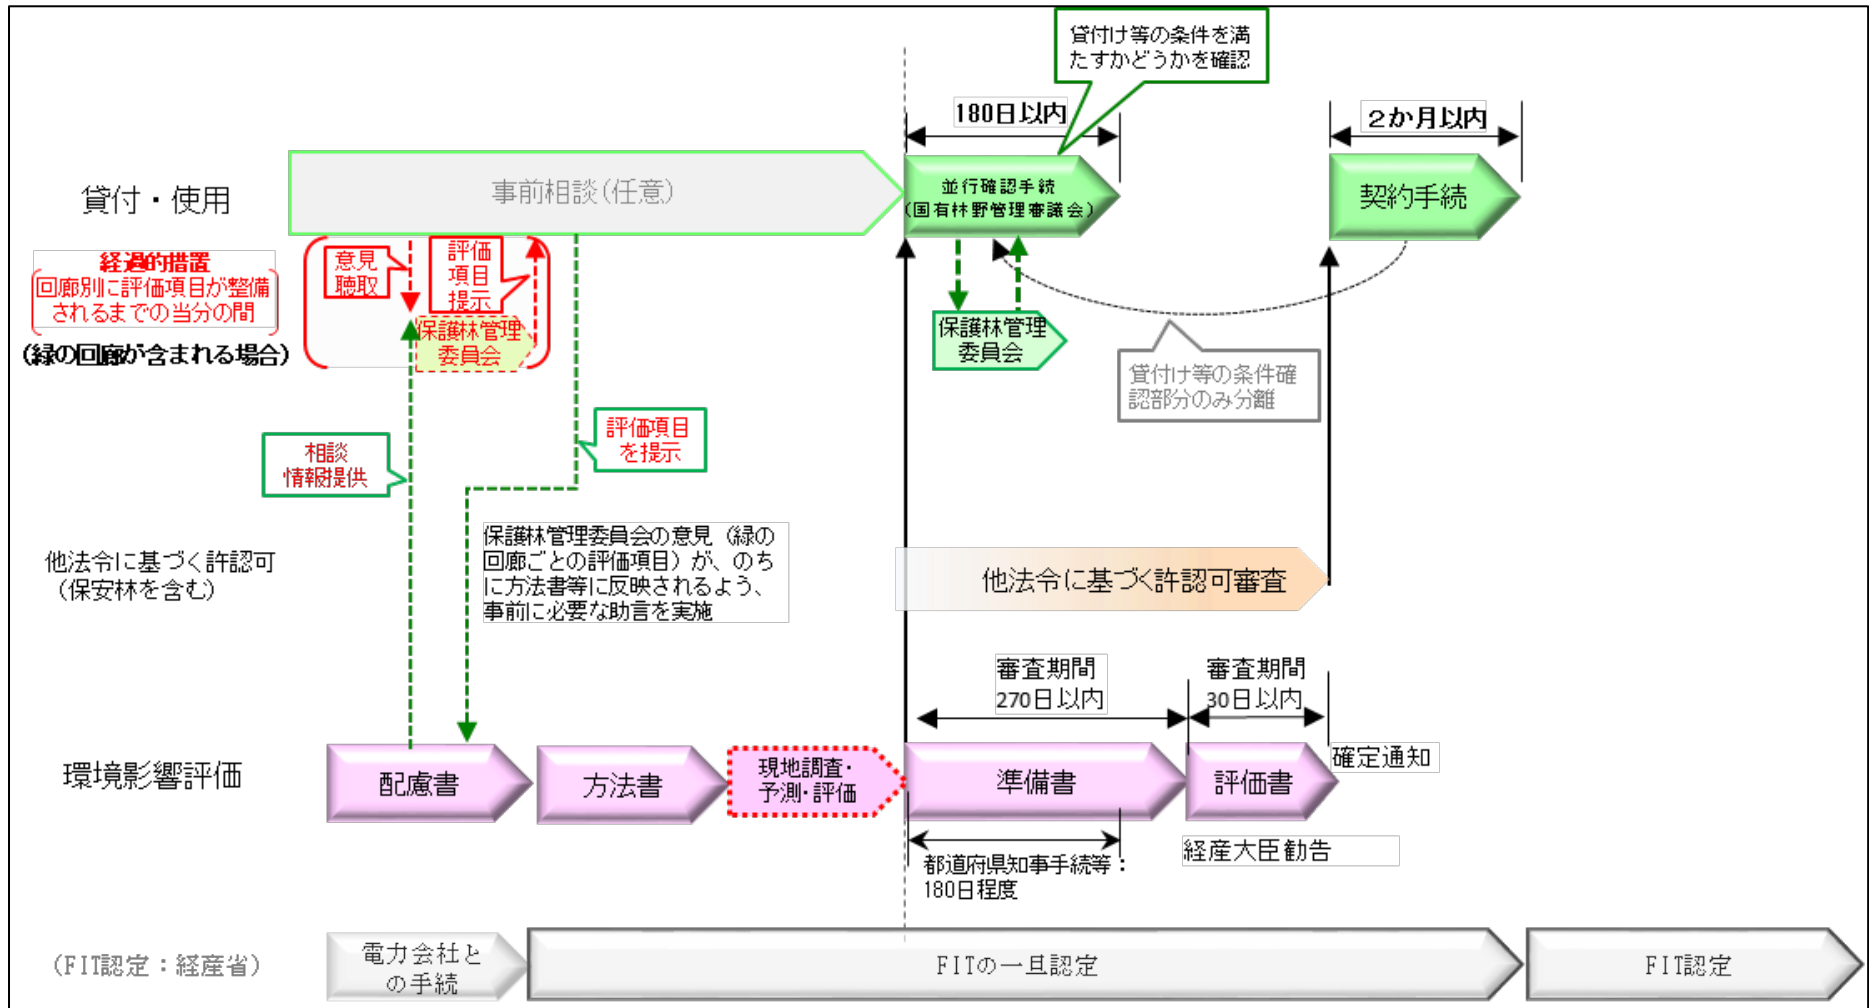 貸付け等の条件を満
たすかどうかを確認
180日以内
２か月以内
貸付・使用
事前相談(任意)
並行確認手続
(国有林野管理審議会)
契約手続
経過的措置
回廊別に評価項目が整備
されるまでの当分の間
(緑の回廊が含まれる場合)
意見
聴取
評価
項目
提示
保護林管理
委員会
保護林管理
委員会
貸付け等の条件確
認部分のみ分離
相談
情報提供
評価項目
を提示
保護林管理委員会の意見（緑の
回廊ごとの評価項目）が、のち
に方法書等に反映されるよう、
事前に必要な助言を実施
他法令に基づく許認可
（保安林を含む）
他法令に基づく許認可審査
審査期間
270日以内
審査期間
30日以内
確定通知
環境影響評価
配慮書
方法書
現地調査・
予測・評価
準備書
評価書
経産大臣勧告
都道府県知事手続等：
180日程度
(FIT認定：経産省)
電力会社と
の手続
FITの一旦認定
FIT認定